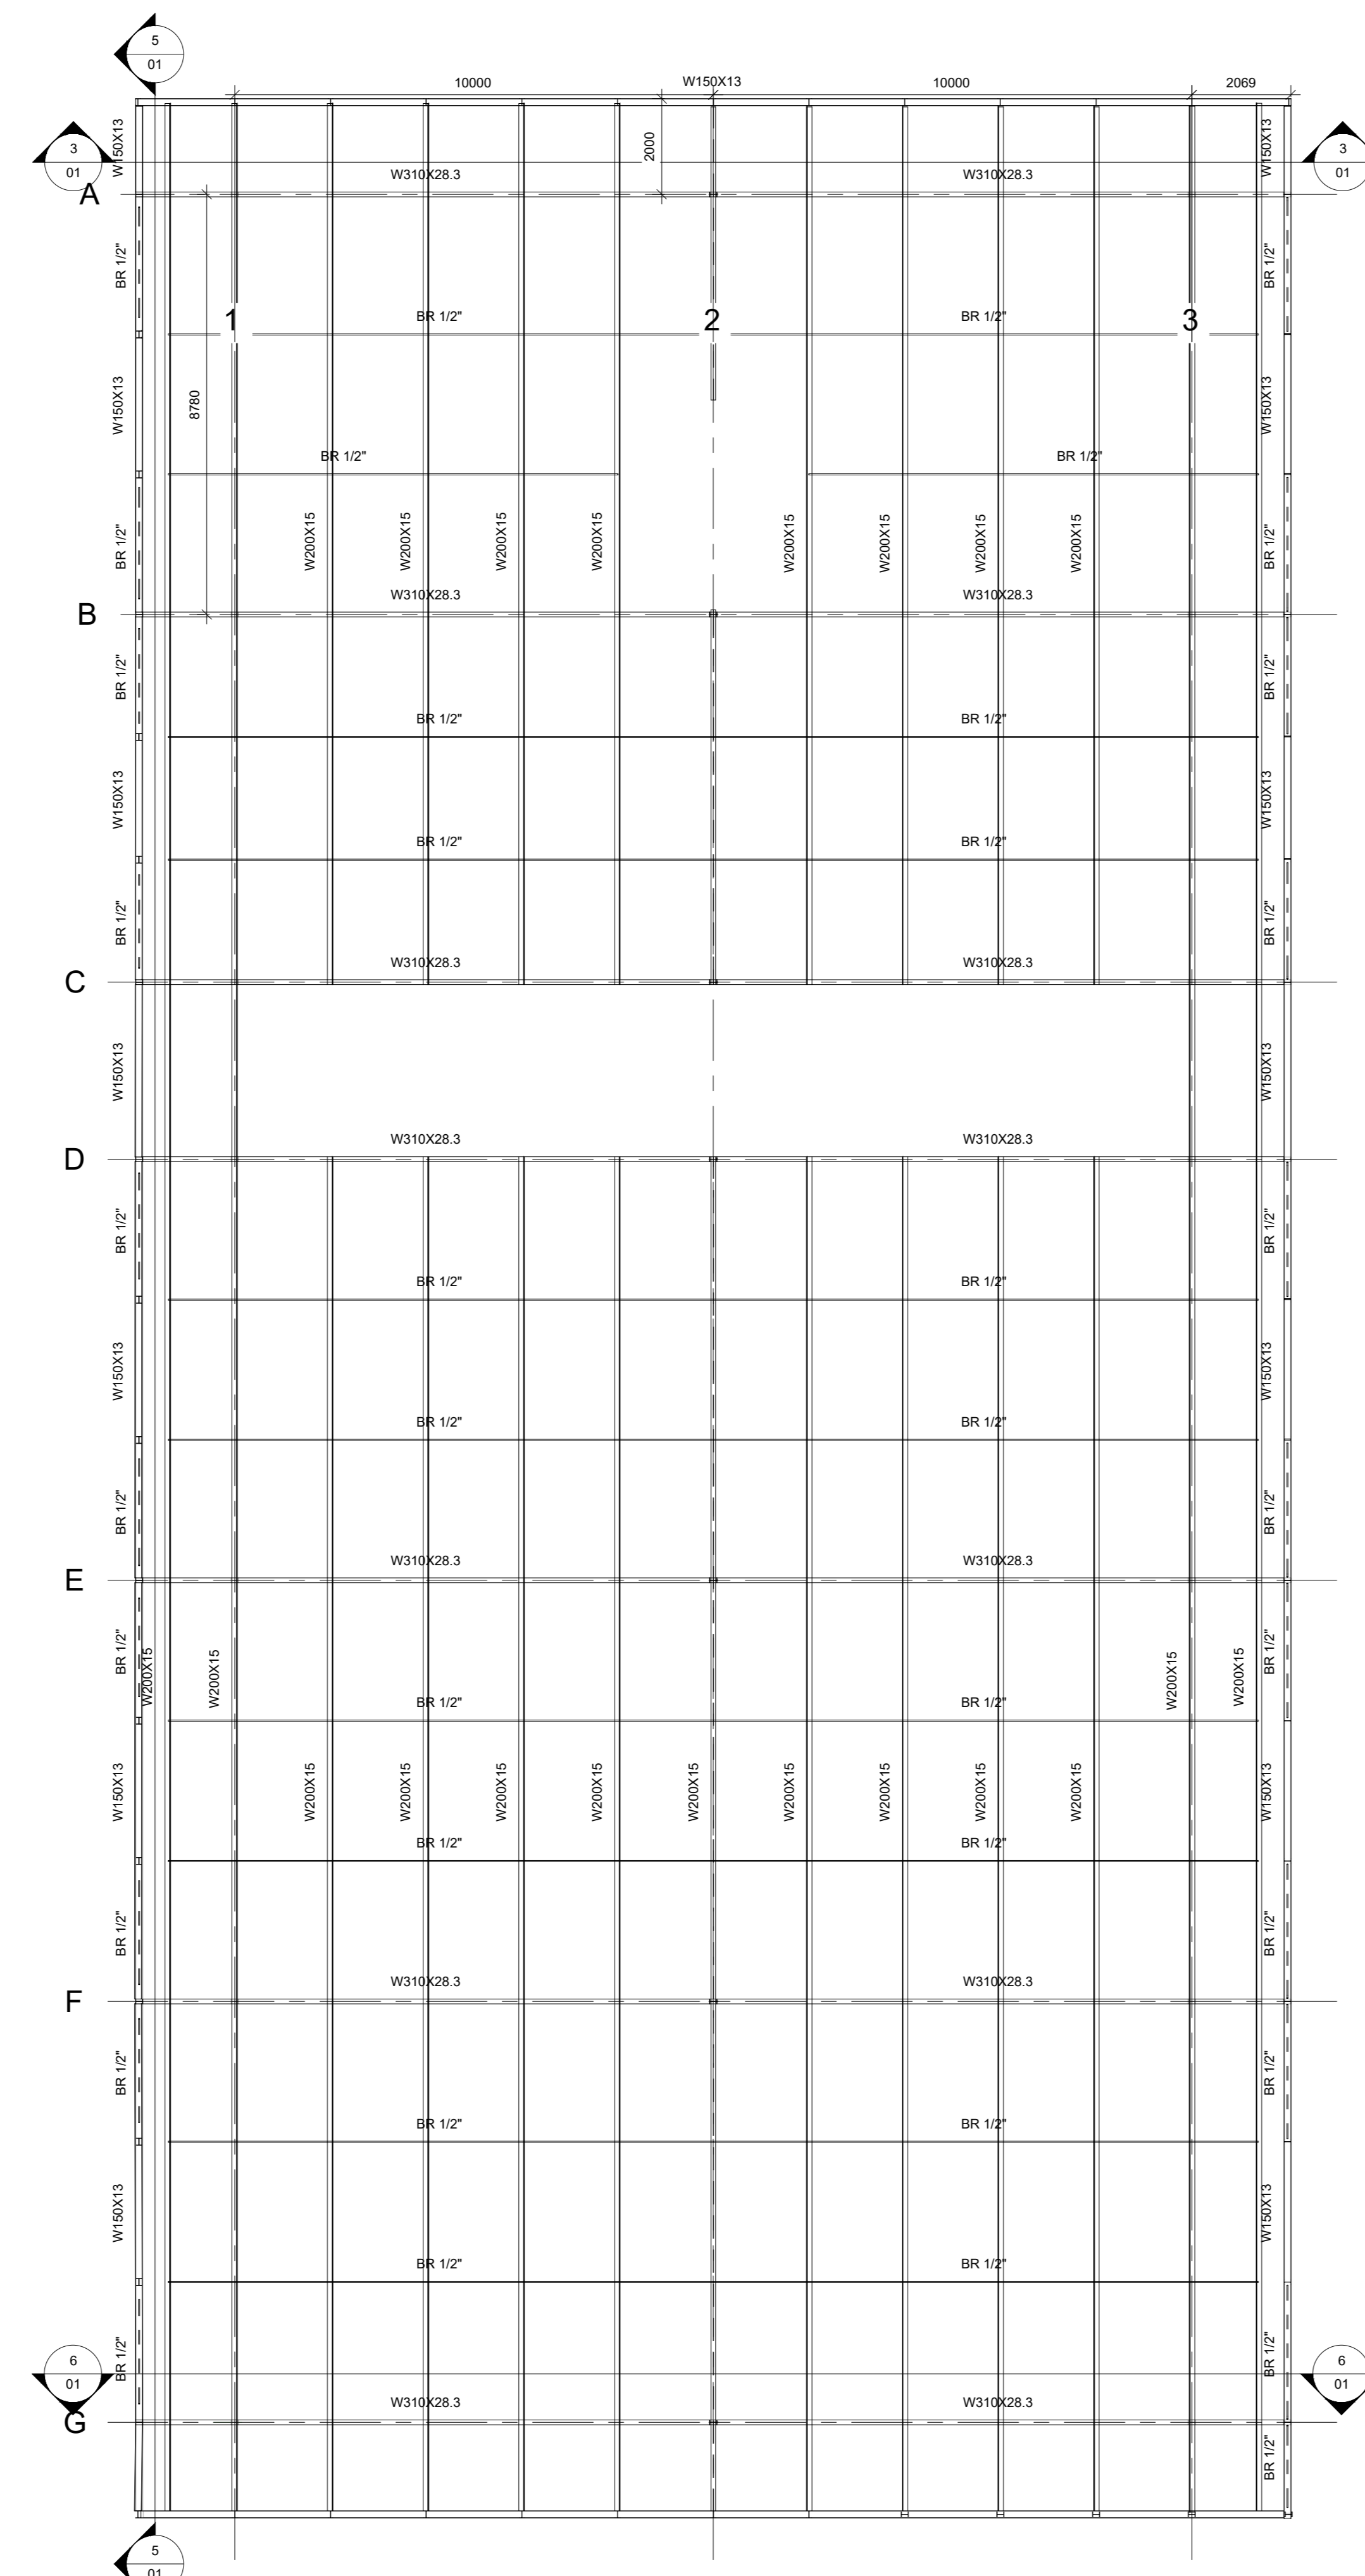 5
01
10000 W150X13 10000 2069
W150X13 2000 W150X13
3
01
3
01
W310X28.3 W310X28.3
A
BR 1/2" BR 1/2"
1 BR 1/2" 2 BR 1/2" 3
W150X13 8780 W150X13
BR 1/2" BR 1/2"
BR 1/2" W200X15 W200X15 W200X15 W200X15 W200X15 W200X15 W200X15 W200X15 BR 1/2"
W310X28.3 W310X28.3
B
BR 1/2" BR 1/2"
BR 1/2" BR 1/2"
W150X13 W150X13
BR 1/2" BR 1/2"
BR 1/2" BR 1/2"
W310X28.3 W310X28.3
C
W150X13 W150X13
W310X28.3 W310X28.3
D
BR 1/2" BR 1/2"
BR 1/2" BR 1/2"
W150X13 W150X13
BR 1/2" BR 1/2"
BR 1/2" BR 1/2"
W310X28.3 W310X28.3
E
BR 1/2" W200X15 W200X15 W200X15 W200X15 BR 1/2"
BR 1/2" BR 1/2"
W150X13 W200X15 W200X15 W200X15 W200X15 W200X15 W200X15 W200X15 W200X15 W200X15 W150X13
BR 1/2" BR 1/2"
BR 1/2" BR 1/2"
W310X28.3 W310X28.3
F
BR 1/2" BR 1/2"
BR 1/2" BR 1/2"
W150X13 W150X13
BR 1/2" BR 1/2"
BR 1/2" BR 1/2"
6
01
6
01
W310X28.3 W310X28.3
G
BR 1/2"
5
01